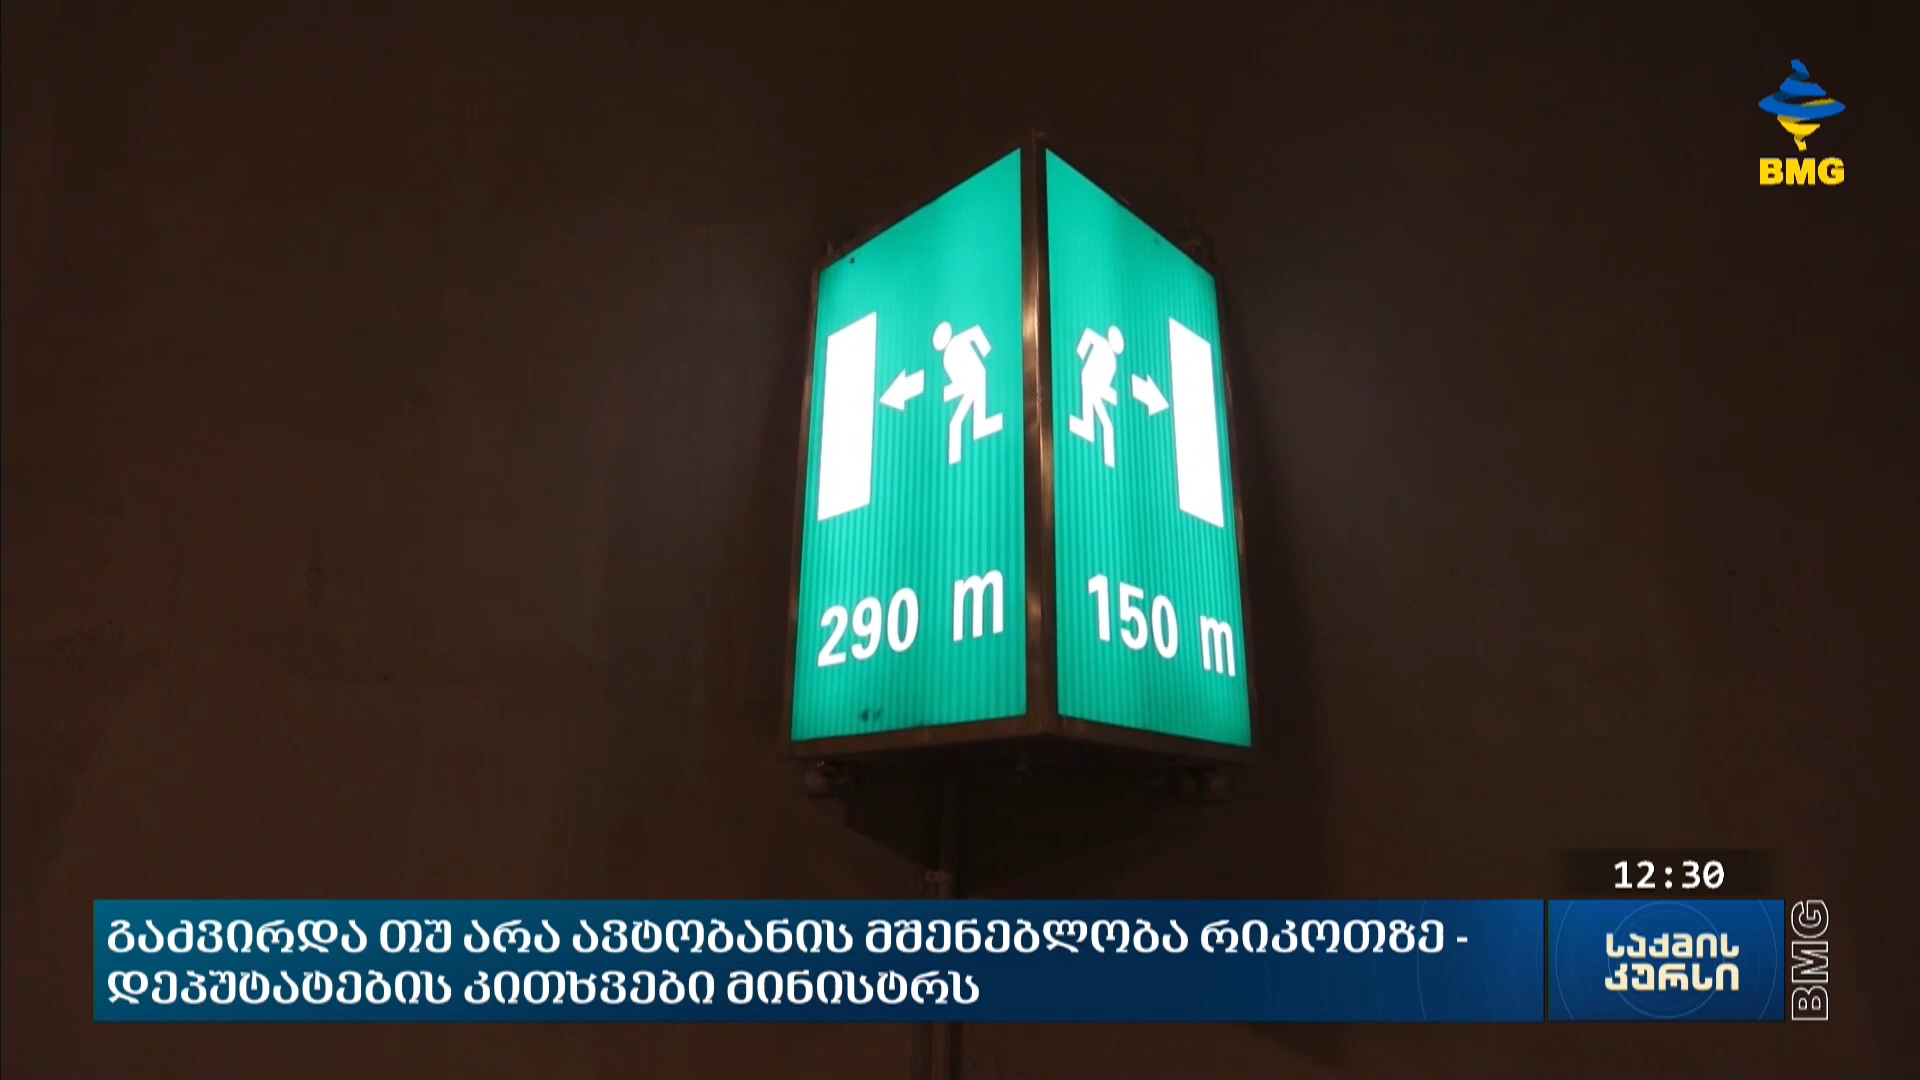 BMG
290 m
150 m
12:30
გაძვირდა თუ არა ავტობანის მშენებლობა რიკოთზე -
დეპუტატების კითხვები მინისტრს
საქმის
კურსი
BMG